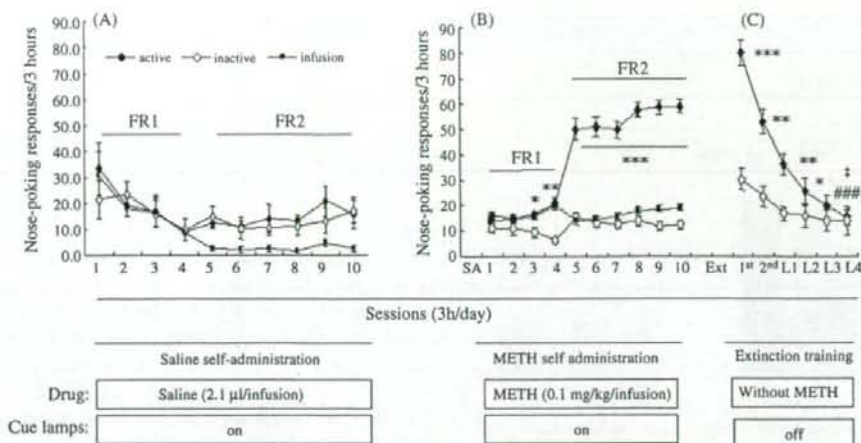 (A)
Nose-poking responses/3 hours
90.0
80.0
70.0
60.0
50.0
40.0
30.0
20.0
10.0
0.0
active inactive infusion
FR1 FR2
1 2 3 4 5 6 7 8 9 10
(B)
Nose-poking responses/3 hours
90
80
70
60
50
40
30
20
10
0
FR1
FR2
* ** ***
SA 1 2 3 4 5 6 7 8 9 10
(C)
*** ** ** * ‡
###
Ext 1st 2nd L1 L2 L3 L4
Sessions (3h/day)
Saline self-administration METH self administration Extinction training
Drug: Saline (2.1 µl/infusion) METH (0.1 mg/kg/infusion) Without METH
Cue lamps: on on off